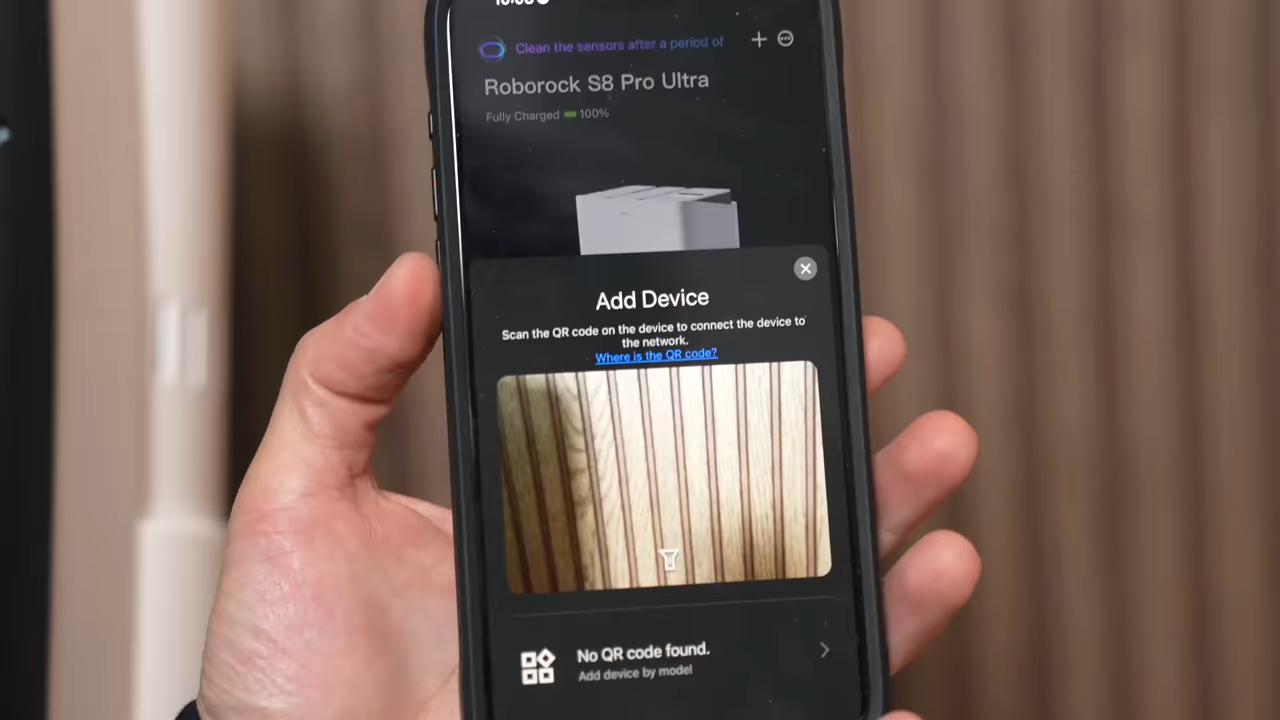 Clean the sensors after a period of
Roborock S8 Pro Ultra
Fully Charged 100%
Add Device
Scan the QR code on the device to connect the device to
the network.
Where is the QR code?
No QR code found.
Add device by model